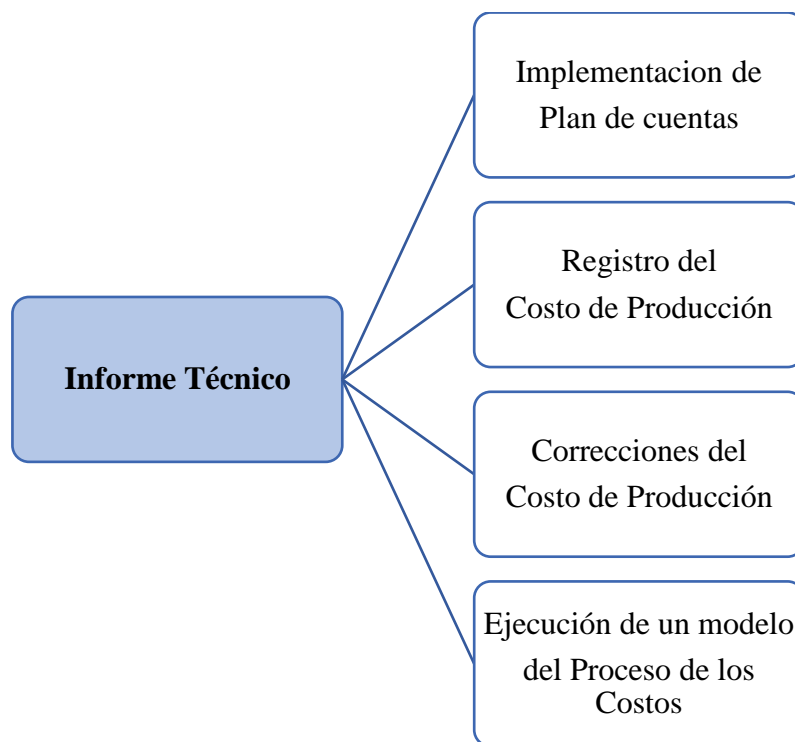 Implementacion de
Plan de cuentas
Registro del
Costo de Producción
Informe Técnico
Correcciones del
Costo de Producción
Ejecución de un modelo
del Proceso de los
Costos